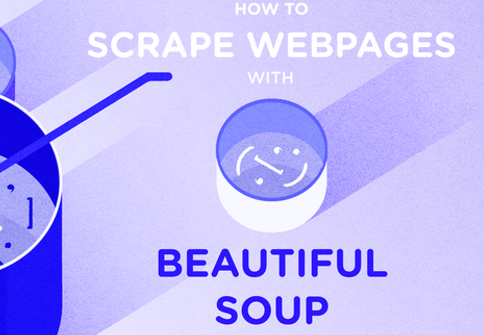 HOW TO
SCRAPE WEBPAGES
WITH
BEAUTIFUL
SOUP